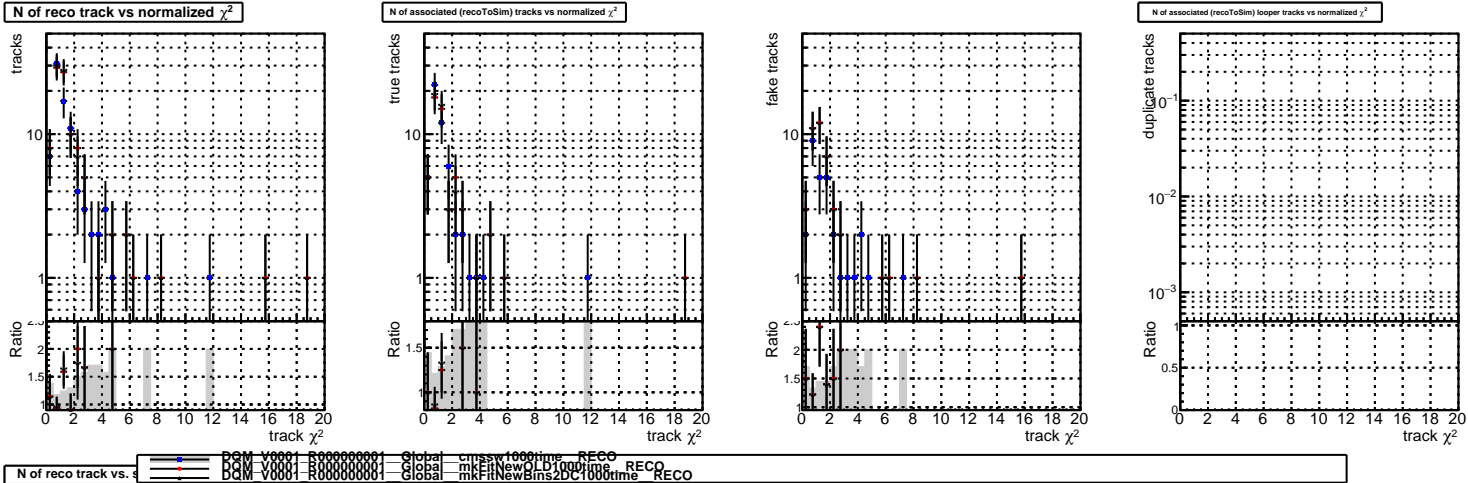 N of reco track vs normalized χ²
N of associated (recoToSim) tracks vs normalized χ²
N of associated (recoToSim) looper tracks vs normalized χ²
tracks
10
1
Ratio
2.5
2
1.5
1
0 2 4 6 8 10 12 14 16 18 20
track χ²
true tracks
10
1
Ratio
1.5
1
0 2 4 6 8 10 12 14 16 18 20
track χ²
fake tracks
10
1
Ratio
2.5
2
1.5
1
0 2 4 6 8 10 12 14 16 18 20
track χ²
duplicate tracks
10⁻¹
10⁻²
10⁻³
Ratio
1
0.5
0
0 2 4 6 8 10 12 14 16 18 20
track χ²
DQM_V0001_R000000001__Global__cmssw1000time__RECO
DQM_V0001_R000000001__Global__mkFitNewOLD1000time__RECO
DQM_V0001_R000000001__Global__mkFitNewBins2DC1000time__RECO
N of reco track vs. s